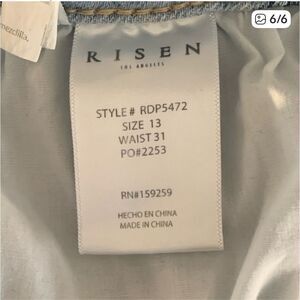 mezclilla.
6/6
RISEN
LOS ANGELES
STYLE# RDP5472
SIZE 13
WAIST 31
PO#2253
RN#159259
HECHO EN CHINA
MADE IN CHINA